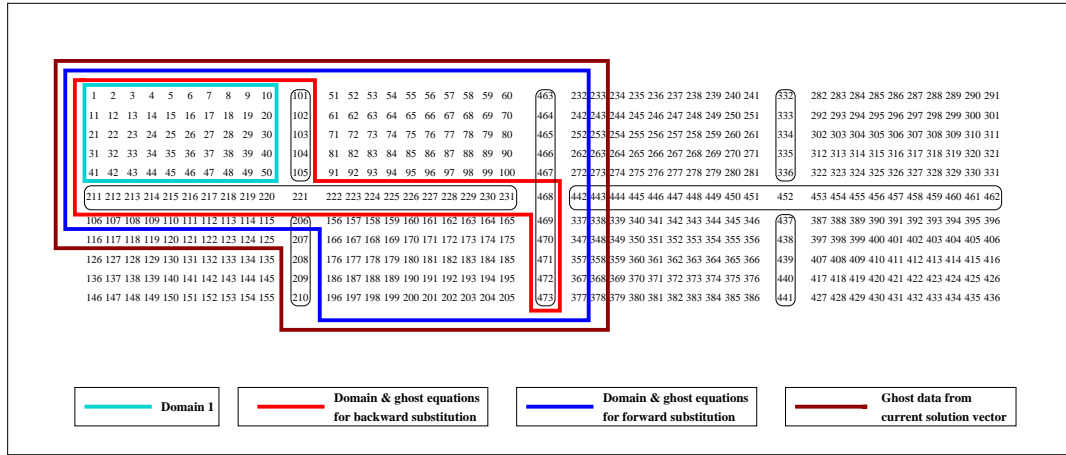 1 2 3 4 5 6 7 8 9 10 101 51 52 53 54 55 56 57 58 59 60 463 232 233 234 235 236 237 238 239 240 241 332 282 283 284 285 286 287 288 289 290 291
11 12 13 14 15 16 17 18 19 20 102 61 62 63 64 65 66 67 68 69 70 464 242 243 244 245 246 247 248 249 250 251 333 292 293 294 295 296 297 298 299 300 301
21 22 23 24 25 26 27 28 29 30 103 71 72 73 74 75 76 77 78 79 80 465 252 253 254 255 256 257 258 259 260 261 334 302 303 304 305 306 307 308 309 310 311
31 32 33 34 35 36 37 38 39 40 104 81 82 83 84 85 86 87 88 89 90 466 262 263 264 265 266 267 268 269 270 271 335 312 313 314 315 316 317 318 319 320 321
41 42 43 44 45 46 47 48 49 50 105 91 92 93 94 95 96 97 98 99 100 467 272 273 274 275 276 277 278 279 280 281 336 322 323 324 325 326 327 328 329 330 331
211 212 213 214 215 216 217 218 219 220 221 222 223 224 225 226 227 228 229 230 231 468 442 443 444 445 446 447 448 449 450 451 452 453 454 455 456 457 458 459 460 461 462
106 107 108 109 110 111 112 113 114 115 206 156 157 158 159 160 161 162 163 164 165 469 337 338 339 340 341 342 343 344 345 346 437 387 388 389 390 391 392 393 394 395 396
116 117 118 119 120 121 122 123 124 125 207 166 167 168 169 170 171 172 173 174 175 470 347 348 349 350 351 352 353 354 355 356 438 397 398 399 400 401 402 403 404 405 406
126 127 128 129 130 131 132 133 134 135 208 176 177 178 179 180 181 182 183 184 185 471 357 358 359 360 361 362 363 364 365 366 439 407 408 409 410 411 412 413 414 415 416
136 137 138 139 140 141 142 143 144 145 209 186 187 188 189 190 191 192 193 194 195 472 367 368 369 370 371 372 373 374 375 376 440 417 418 419 420 421 422 423 424 425 426
146 147 148 149 150 151 152 153 154 155 210 196 197 198 199 200 201 202 203 204 205 473 377 378 379 380 381 382 383 384 385 386 441 427 428 429 430 431 432 433 434 435 436
Domain 1
Domain & ghost equations
for backward substitution
Domain & ghost equations
for forward substitution
Ghost data from
current solution vector